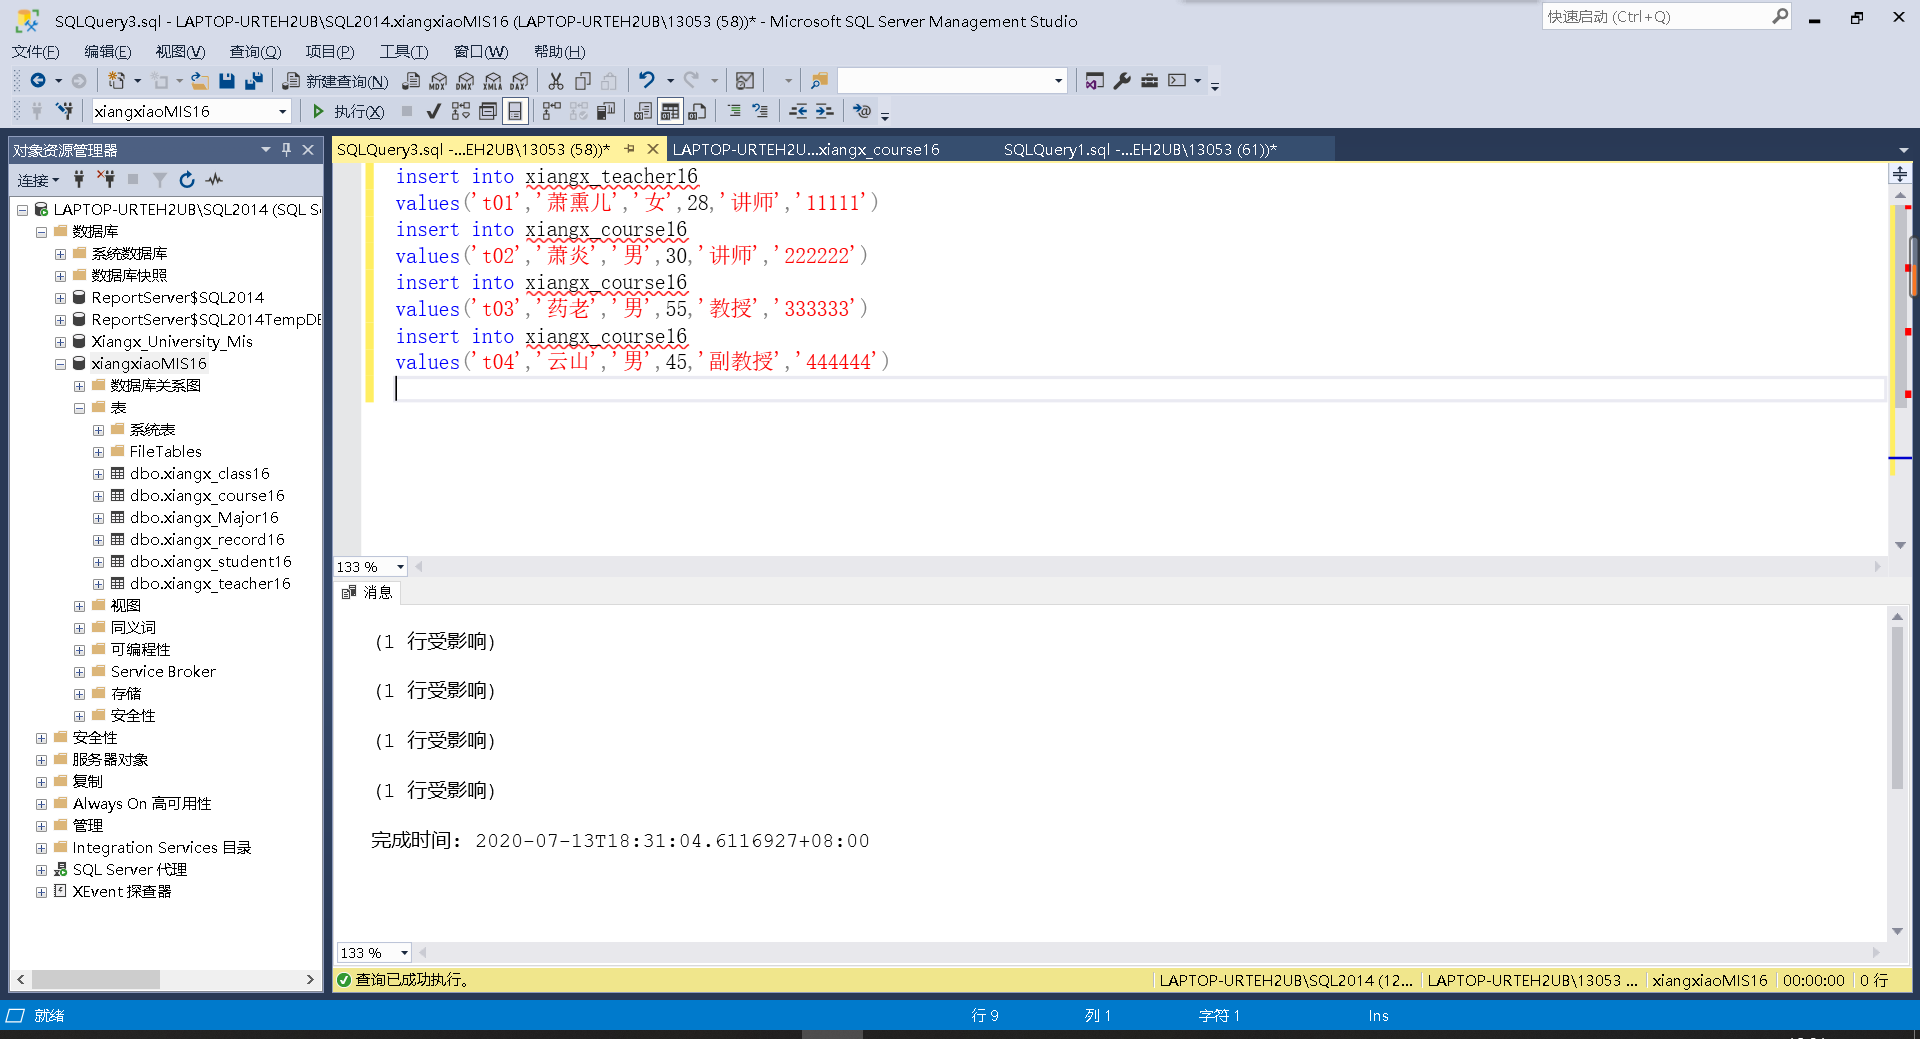 SQLQuery3.sql - LAPTOP-URTEH2UB\SQL2014.xiangxiaoMIS16 (LAPTOP-URTEH2UB\13053 (58))* - Microsoft SQL Server Management Studio
快速启动 (Ctrl+Q)
文件(F) 编辑(E) 视图(V) 查询(Q) 项目(P) 工具(T) 窗口(W) 帮助(H)
新建查询(N) MDX DMX XMLA DAX
xiangxiaoMIS16 执行(X)
对象资源管理器
连接
LAPTOP-URTEH2UB\SQL2014 (SQL S
数据库
系统数据库
数据库快照
ReportServer$SQL2014
ReportServer$SQL2014TempDE
Xiangx_University_Mis
xiangxiaoMIS16
数据库关系图
表
系统表
FileTables
dbo.xiangx_class16
dbo.xiangx_course16
dbo.xiangx_Major16
dbo.xiangx_record16
dbo.xiangx_student16
dbo.xiangx_teacher16
视图
同义词
可编程性
Service Broker
存储
安全性
安全性
服务器对象
复制
Always On 高可用性
管理
Integration Services 目录
SQL Server 代理
XEvent 探查器
SQLQuery3.sql -...EH2UB\13053 (58))* LAPTOP-URTEH2U...xiangx_course16 SQLQuery1.sql -...EH2UB\13053 (61))*
insert into xiangx_teacher16
values('t01','萧熏儿','女',28,'讲师','11111')
insert into xiangx_course16
values('t02','萧炎','男',30,'讲师','222222')
insert into xiangx_course16
values('t03','药老','男',55,'教授','333333')
insert into xiangx_course16
values('t04','云山','男',45,'副教授','444444')
133 %
消息
(1 行受影响)
(1 行受影响)
(1 行受影响)
(1 行受影响)
完成时间: 2020-07-13T18:31:04.6116927+08:00
133 %
查询已成功执行。 LAPTOP-URTEH2UB\SQL2014 (12... LAPTOP-URTEH2UB\13053 ... xiangxiaoMIS16 00:00:00 0 行
就绪 行 9 列 1 字符 1 Ins